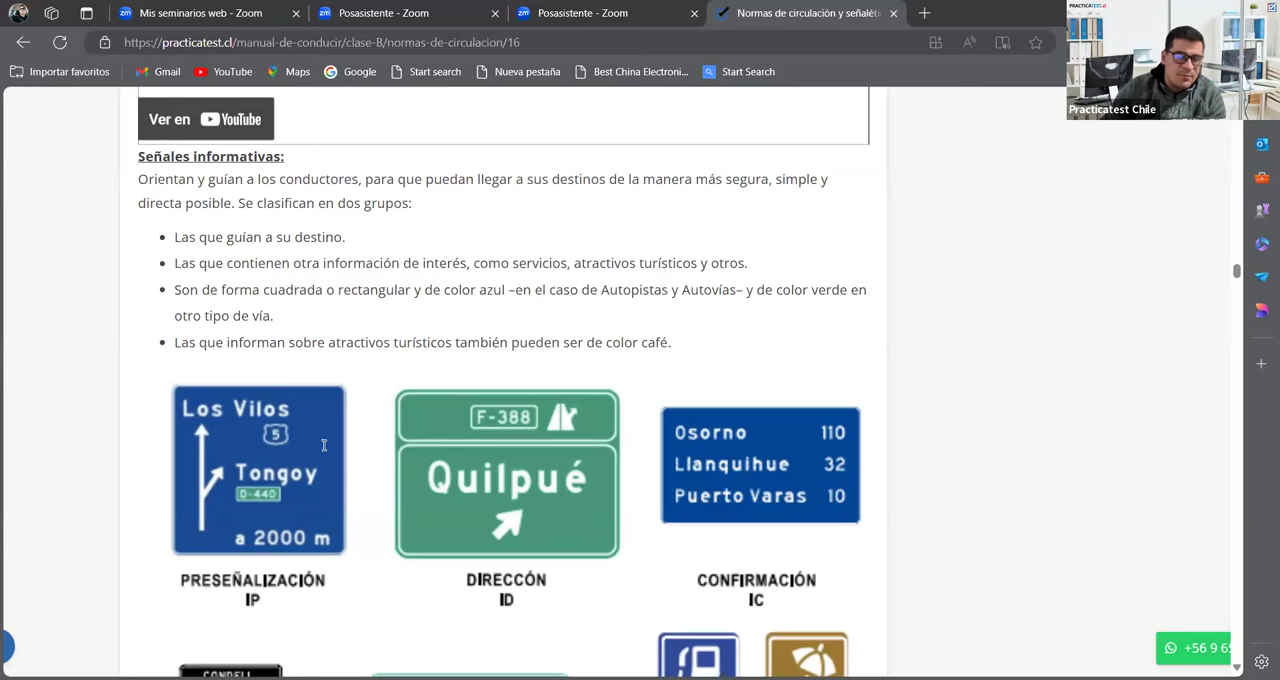 Mis seminarios web - Zoom
Posasistente - Zoom
Posasistente - Zoom
Normas de circulación y señaléti
PRACTICATEST.cl
https://practicatest.cl/manual-de-conducir/clase-B/normas-de-circulacion/16
Importar favoritos
Gmail
YouTube
Maps
Google
Start search
Nueva pestaña
Best China Electroni...
Start Search
Practicatest Chile
Ver en YouTube
Señales informativas:
Orientan y guían a los conductores, para que puedan llegar a sus destinos de la manera más segura, simple y
directa posible. Se clasifican en dos grupos:
Las que guían a su destino.
Las que contienen otra información de interés, como servicios, atractivos turísticos y otros.
Son de forma cuadrada o rectangular y de color azul –en el caso de Autopistas y Autovías– y de color verde en
otro tipo de vía.
Las que informan sobre atractivos turísticos también pueden ser de color café.
Los Vilos
5
Tongoy
D-440
a 2000 m
F-388
Quilpué
Osorno 110
Llanquihue 32
Puerto Varas 10
PRESEÑALIZACIÓN
IP
DIRECCÓN
ID
CONFIRMACIÓN
IC
CONDELL
+56 9 65